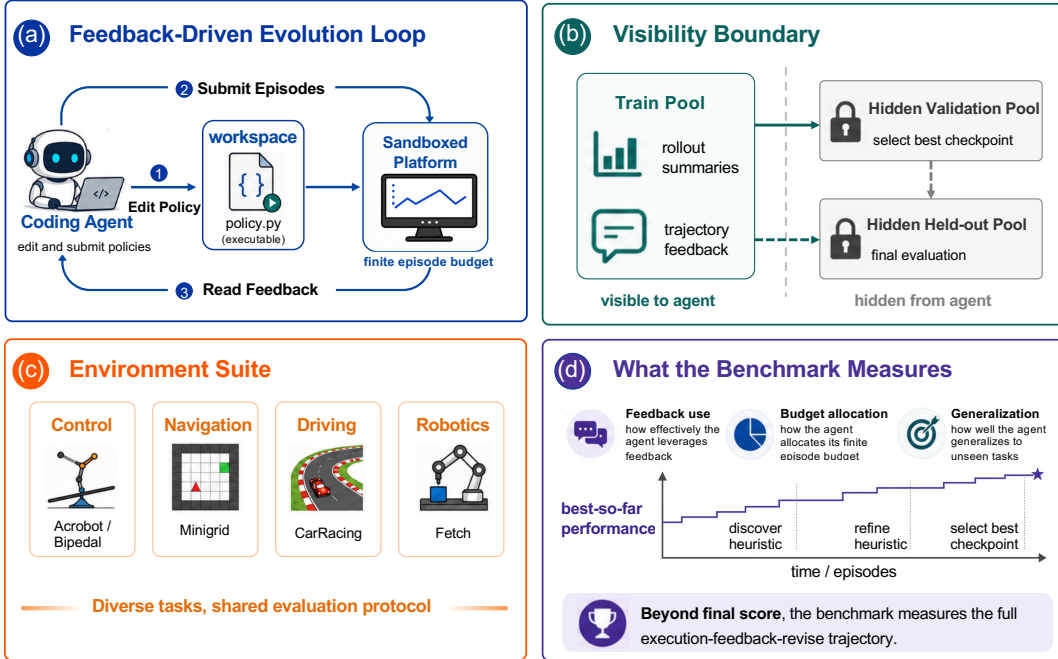 (a) Feedback-Driven Evolution Loop
2 Submit Episodes
workspace
Sandboxed
Platform
</>
{ }
1
Edit Policy
Coding Agent
edit and submit policies
policy.py
(executable)
finite episode budget
3 Read Feedback
(b) Visibility Boundary
Train Pool
rollout
summaries
trajectory
feedback
visible to agent
Hidden Validation Pool
select best checkpoint
Hidden Held-out Pool
final evaluation
hidden from agent
(c) Environment Suite
Control
Acrobot /
Bipedal
Navigation
Minigrid
Driving
CarRacing
Robotics
Fetch
Diverse tasks, shared evaluation protocol
(d) What the Benchmark Measures
Feedback use
how effectively the
agent leverages
feedback
Budget allocation
how the agent
allocates its finite
episode budget
Generalization
how well the agent
generalizes to
unseen tasks
best-so-far
performance
discover
heuristic
refine
heuristic
select best
checkpoint
time / episodes
Beyond final score, the benchmark measures the full
execution-feedback-revise trajectory.